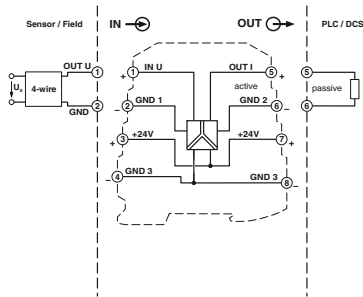 Sensor / Field
IN
OUT
PLC / DCS
OUT U
1
1
IN U
OUT I
5
5
+
+
Us
4-wire
active
passive
2
GND
2
GND 1
GND 2
6
6
–
–
3
+24V
+24V
7
+
+
4
GND 3
GND 3
8
–
–